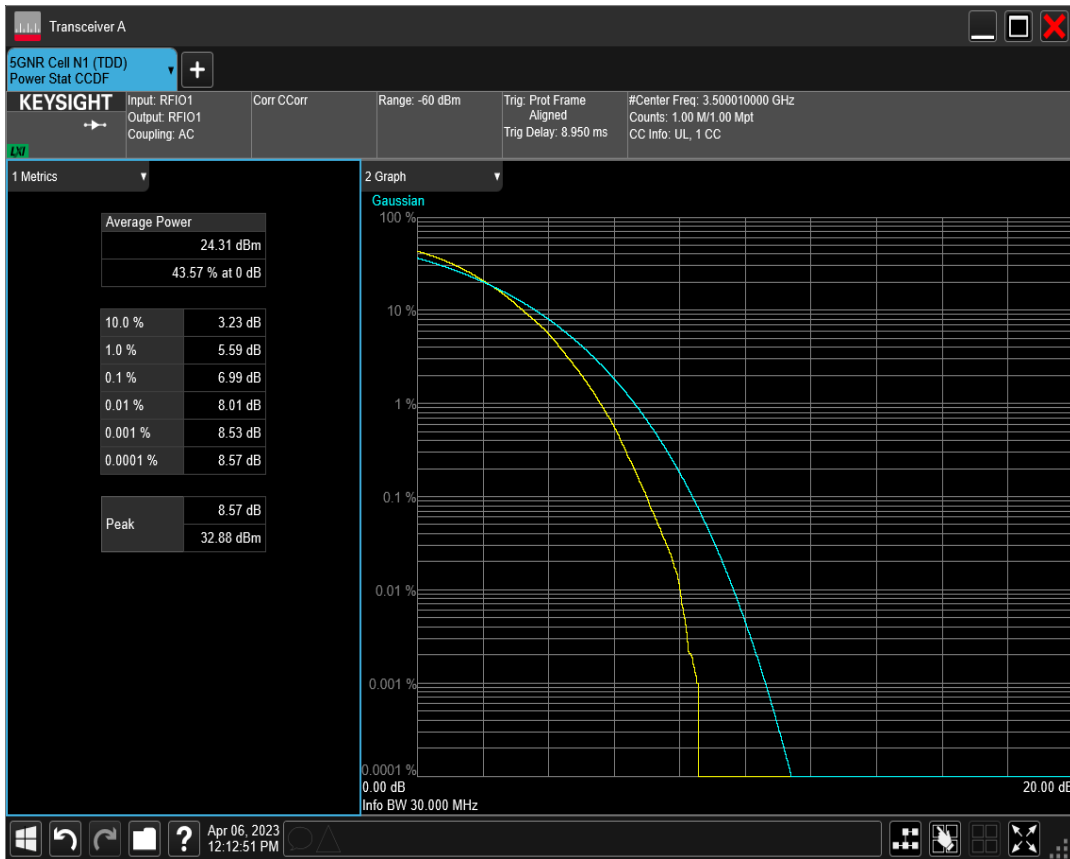 Transceiver A
5GNR Cell N1 (TDD)
Power Stat CCDF
+
KEYSIGHT
LXI
Input: RFIO1
Output: RFIO1
Coupling: AC
Corr CCorr
Range: -60 dBm
Trig: Prot Frame
Aligned
Trig Delay: 8.950 ms
#Center Freq: 3.500010000 GHz
Counts: 1.00 M/1.00 Mpt
CC Info: UL, 1 CC
1 Metrics
Average Power
24.31 dBm
43.57 % at 0 dB
10.0 % 3.23 dB
1.0 % 5.59 dB
0.1 % 6.99 dB
0.01 % 8.01 dB
0.001 % 8.53 dB
0.0001 % 8.57 dB
Peak 8.57 dB
32.88 dBm
2 Graph
Gaussian
100 %
10 %
1 %
0.1 %
0.01 %
0.001 %
0.0001 %
0.00 dB 20.00 dB
Info BW 30.000 MHz
? Apr 06, 2023
12:12:51 PM